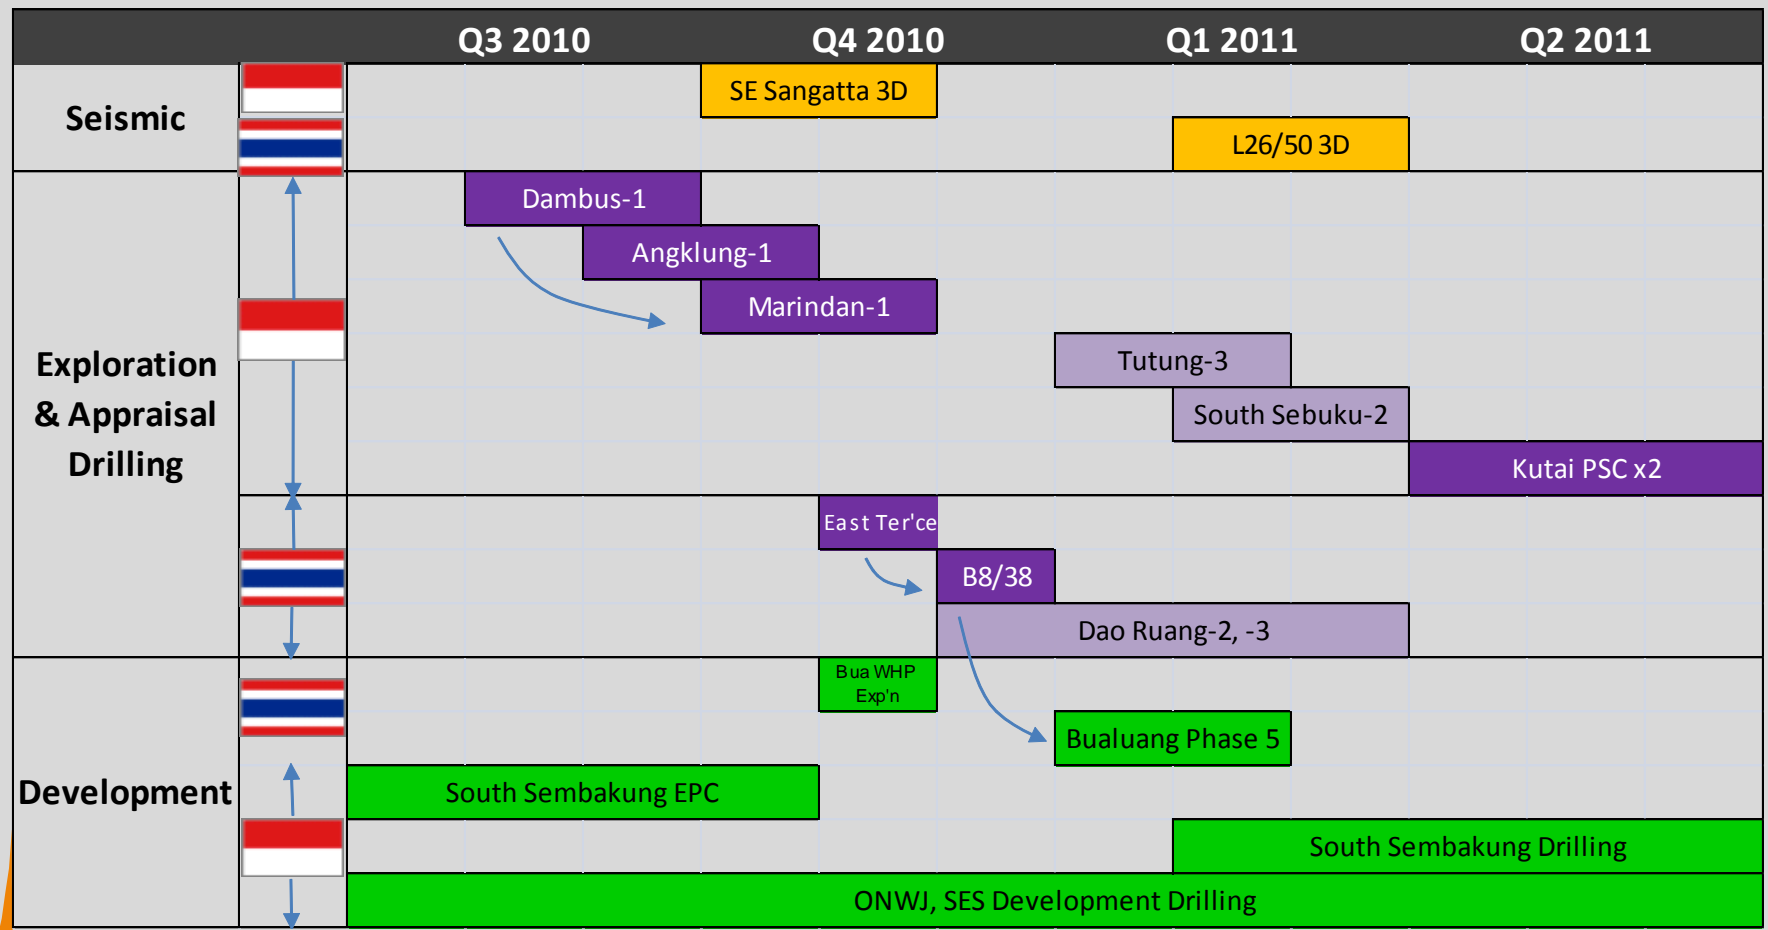 Q3 2010 Q4 2010 Q1 2011 Q2 2011
Seismic
SE Sangatta 3D
L26/50 3D
Exploration
& Appraisal
Drilling
Dambus-1
Angklung-1
Marindan-1
Tutung-3
South Sebuku-2
Kutai PSC x2
East Ter'ce
B8/38
Dao Ruang-2, -3
Development
Bua WHP
Exp'n
Bualuang Phase 5
South Sembakung EPC
South Sembakung Drilling
ONWJ, SES Development Drilling